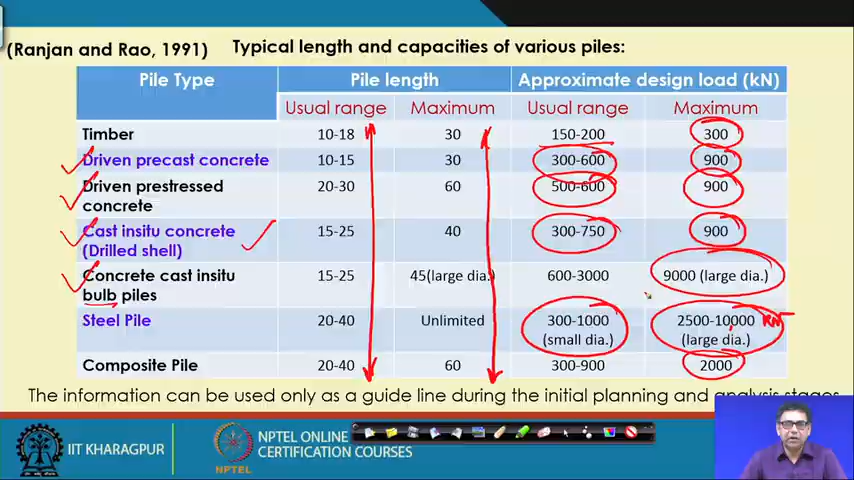 (Ranjan and Rao, 1991) Typical length and capacities of various piles:
Pile Type Pile length Approximate design load (kN)
Usual range Maximum Usual range Maximum
Timber 10-18 30 150-200 300
Driven precast concrete 10-15 30 300-600 900
Driven prestressed concrete 20-30 60 500-600 900
Cast insitu concrete (Drilled shell) 15-25 40 300-750 900
Concrete cast insitu bulb piles 15-25 45(large dia.) 600-3000 9000 (large dia.)
Steel Pile 20-40 Unlimited 300-1000 (small dia.) 2500-10000 (large dia.) kN
Composite Pile 20-40 60 300-900 2000
The information can be used only as a guide line during the initial planning and analysis stages
IIT KHARAGPUR
NPTEL
NPTEL ONLINE
CERTIFICATION COURSES